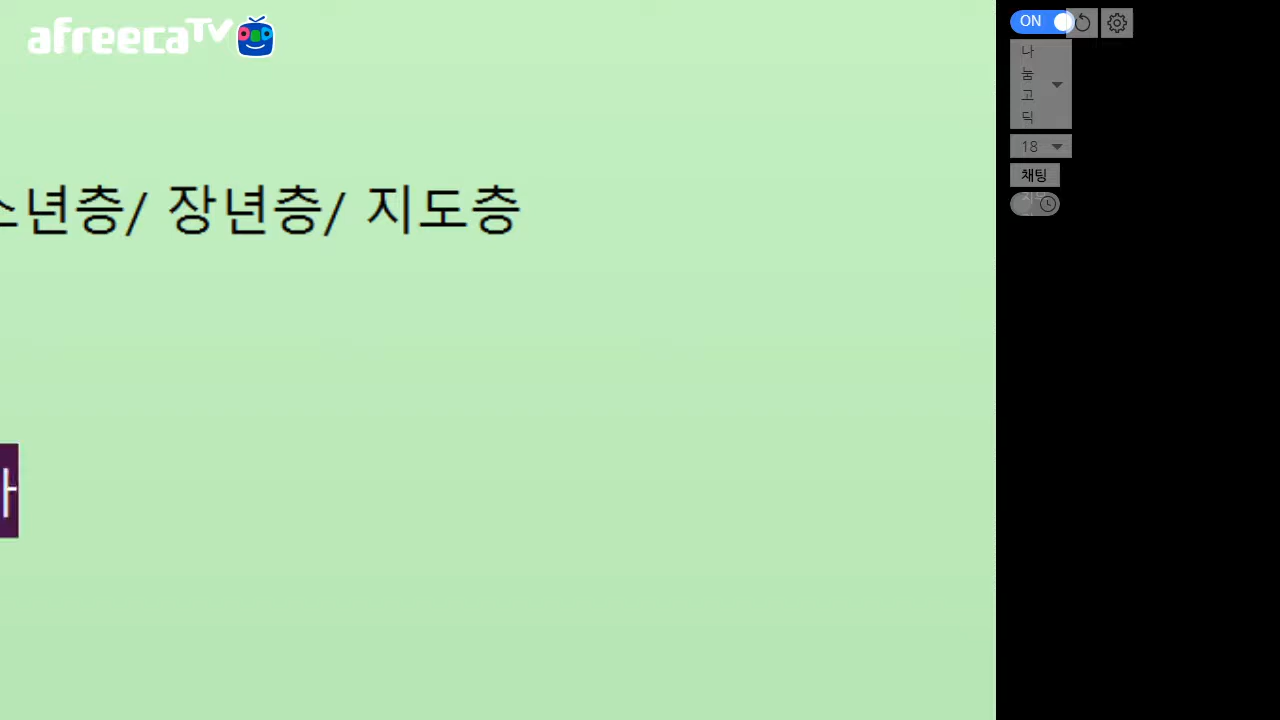 afreecaTV
소년층/ 장년층/ 지도층
ON
나
눔
고
딕
18
채팅